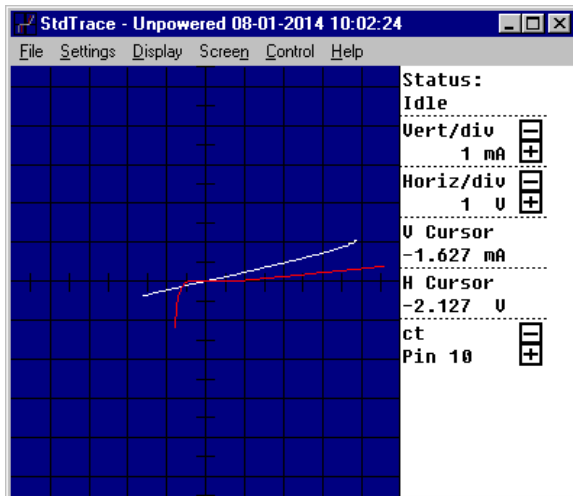 StdTrace - Unpowered 08-01-2014 10:02:24
File Settings Display Screen Control Help
Status:
Idle
Vert/div
1 mA
Horiz/div
1 V
V Cursor
-1.627 mA
H Cursor
-2.127 V
ct
Pin 10